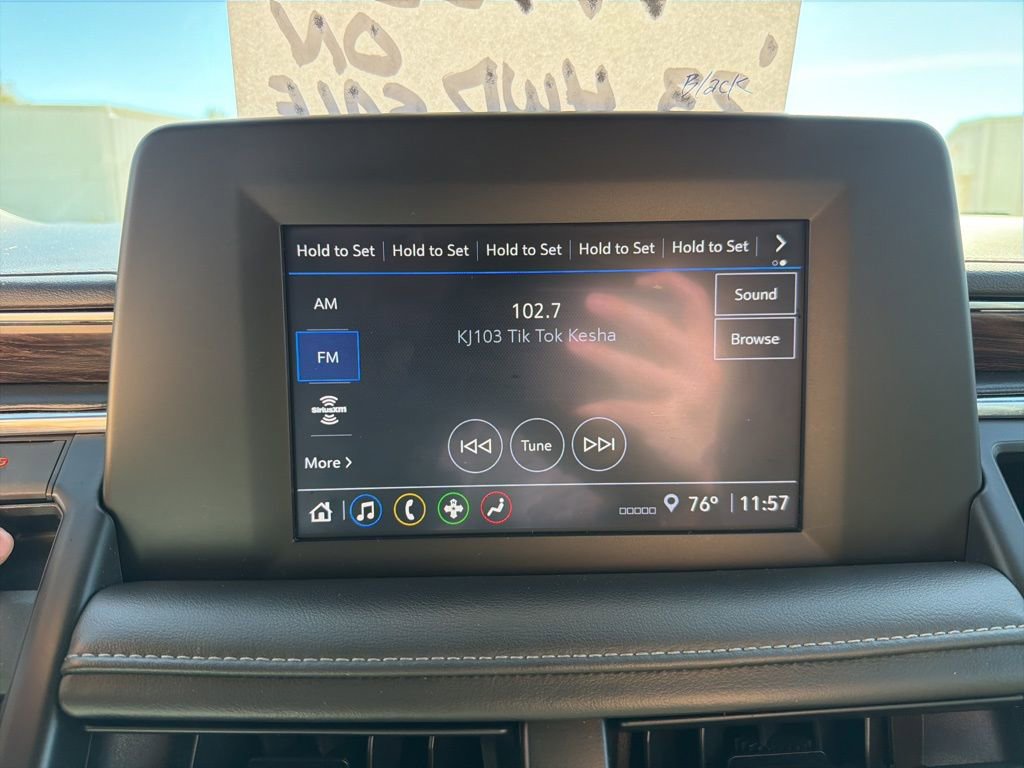 Black
Hold to Set Hold to Set Hold to Set Hold to Set Hold to Set
AM
102.7
Sound
KJ103 Tik Tok Kesha
Browse
FM
SiriusXM
Tune
More
76° 11:57